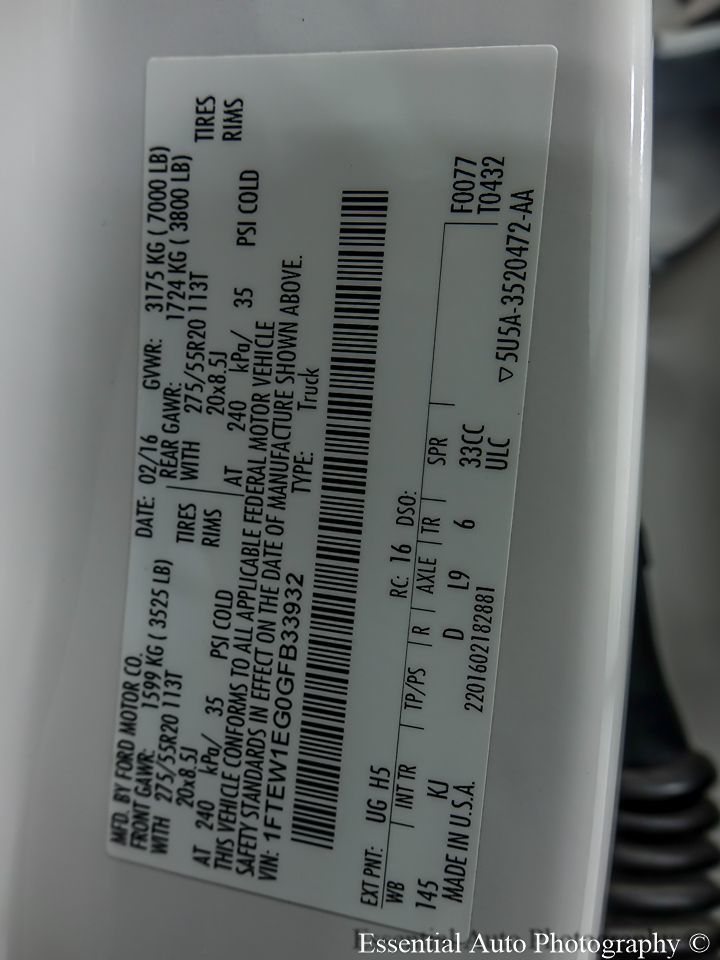 MFD. BY FORD MOTOR CO. DATE: 02/16 GVWR: 3175 KG ( 7000 LB)
FRONT GAWR: 1599 KG ( 3525 LB) REAR GAWR: 1724 KG ( 3800 LB)
WITH 275/55R20 113T TIRES WITH 275/55R20 113T TIRES
20x8.5J RIMS 20x8.5J RIMS
AT 240 kPa/ 35 PSI COLD AT 240 kPa/ 35 PSI COLD
THIS VEHICLE CONFORMS TO ALL APPLICABLE FEDERAL MOTOR VEHICLE
SAFETY STANDARDS IN EFFECT ON THE DATE OF MANUFACTURE SHOWN ABOVE.
VIN: 1FTEW1EG0GFB33932 TYPE: Truck
EXT PNT: UG H5 RC: 16 DSO: F0077
WB INT TR TP/PS R AXLE TR SPR T0432
145 KJ D L9 6 33CC
MADE IN U.S.A. 2201602182881 ULC
▽5U5A-3520472-AA
Essential Auto Photography ©